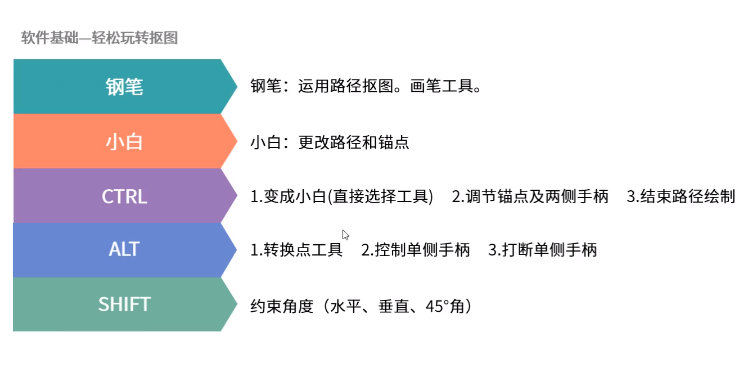 软件基础—轻松玩转抠图
钢笔
钢笔：运用路径抠图。画笔工具。
小白
小白：更改路径和锚点
CTRL
1.变成小白(直接选择工具) 2.调节锚点及两侧手柄 3.结束路径绘制
ALT
1.转换点工具 2.控制单侧手柄 3.打断单侧手柄
SHIFT
约束角度（水平、垂直、45°角）